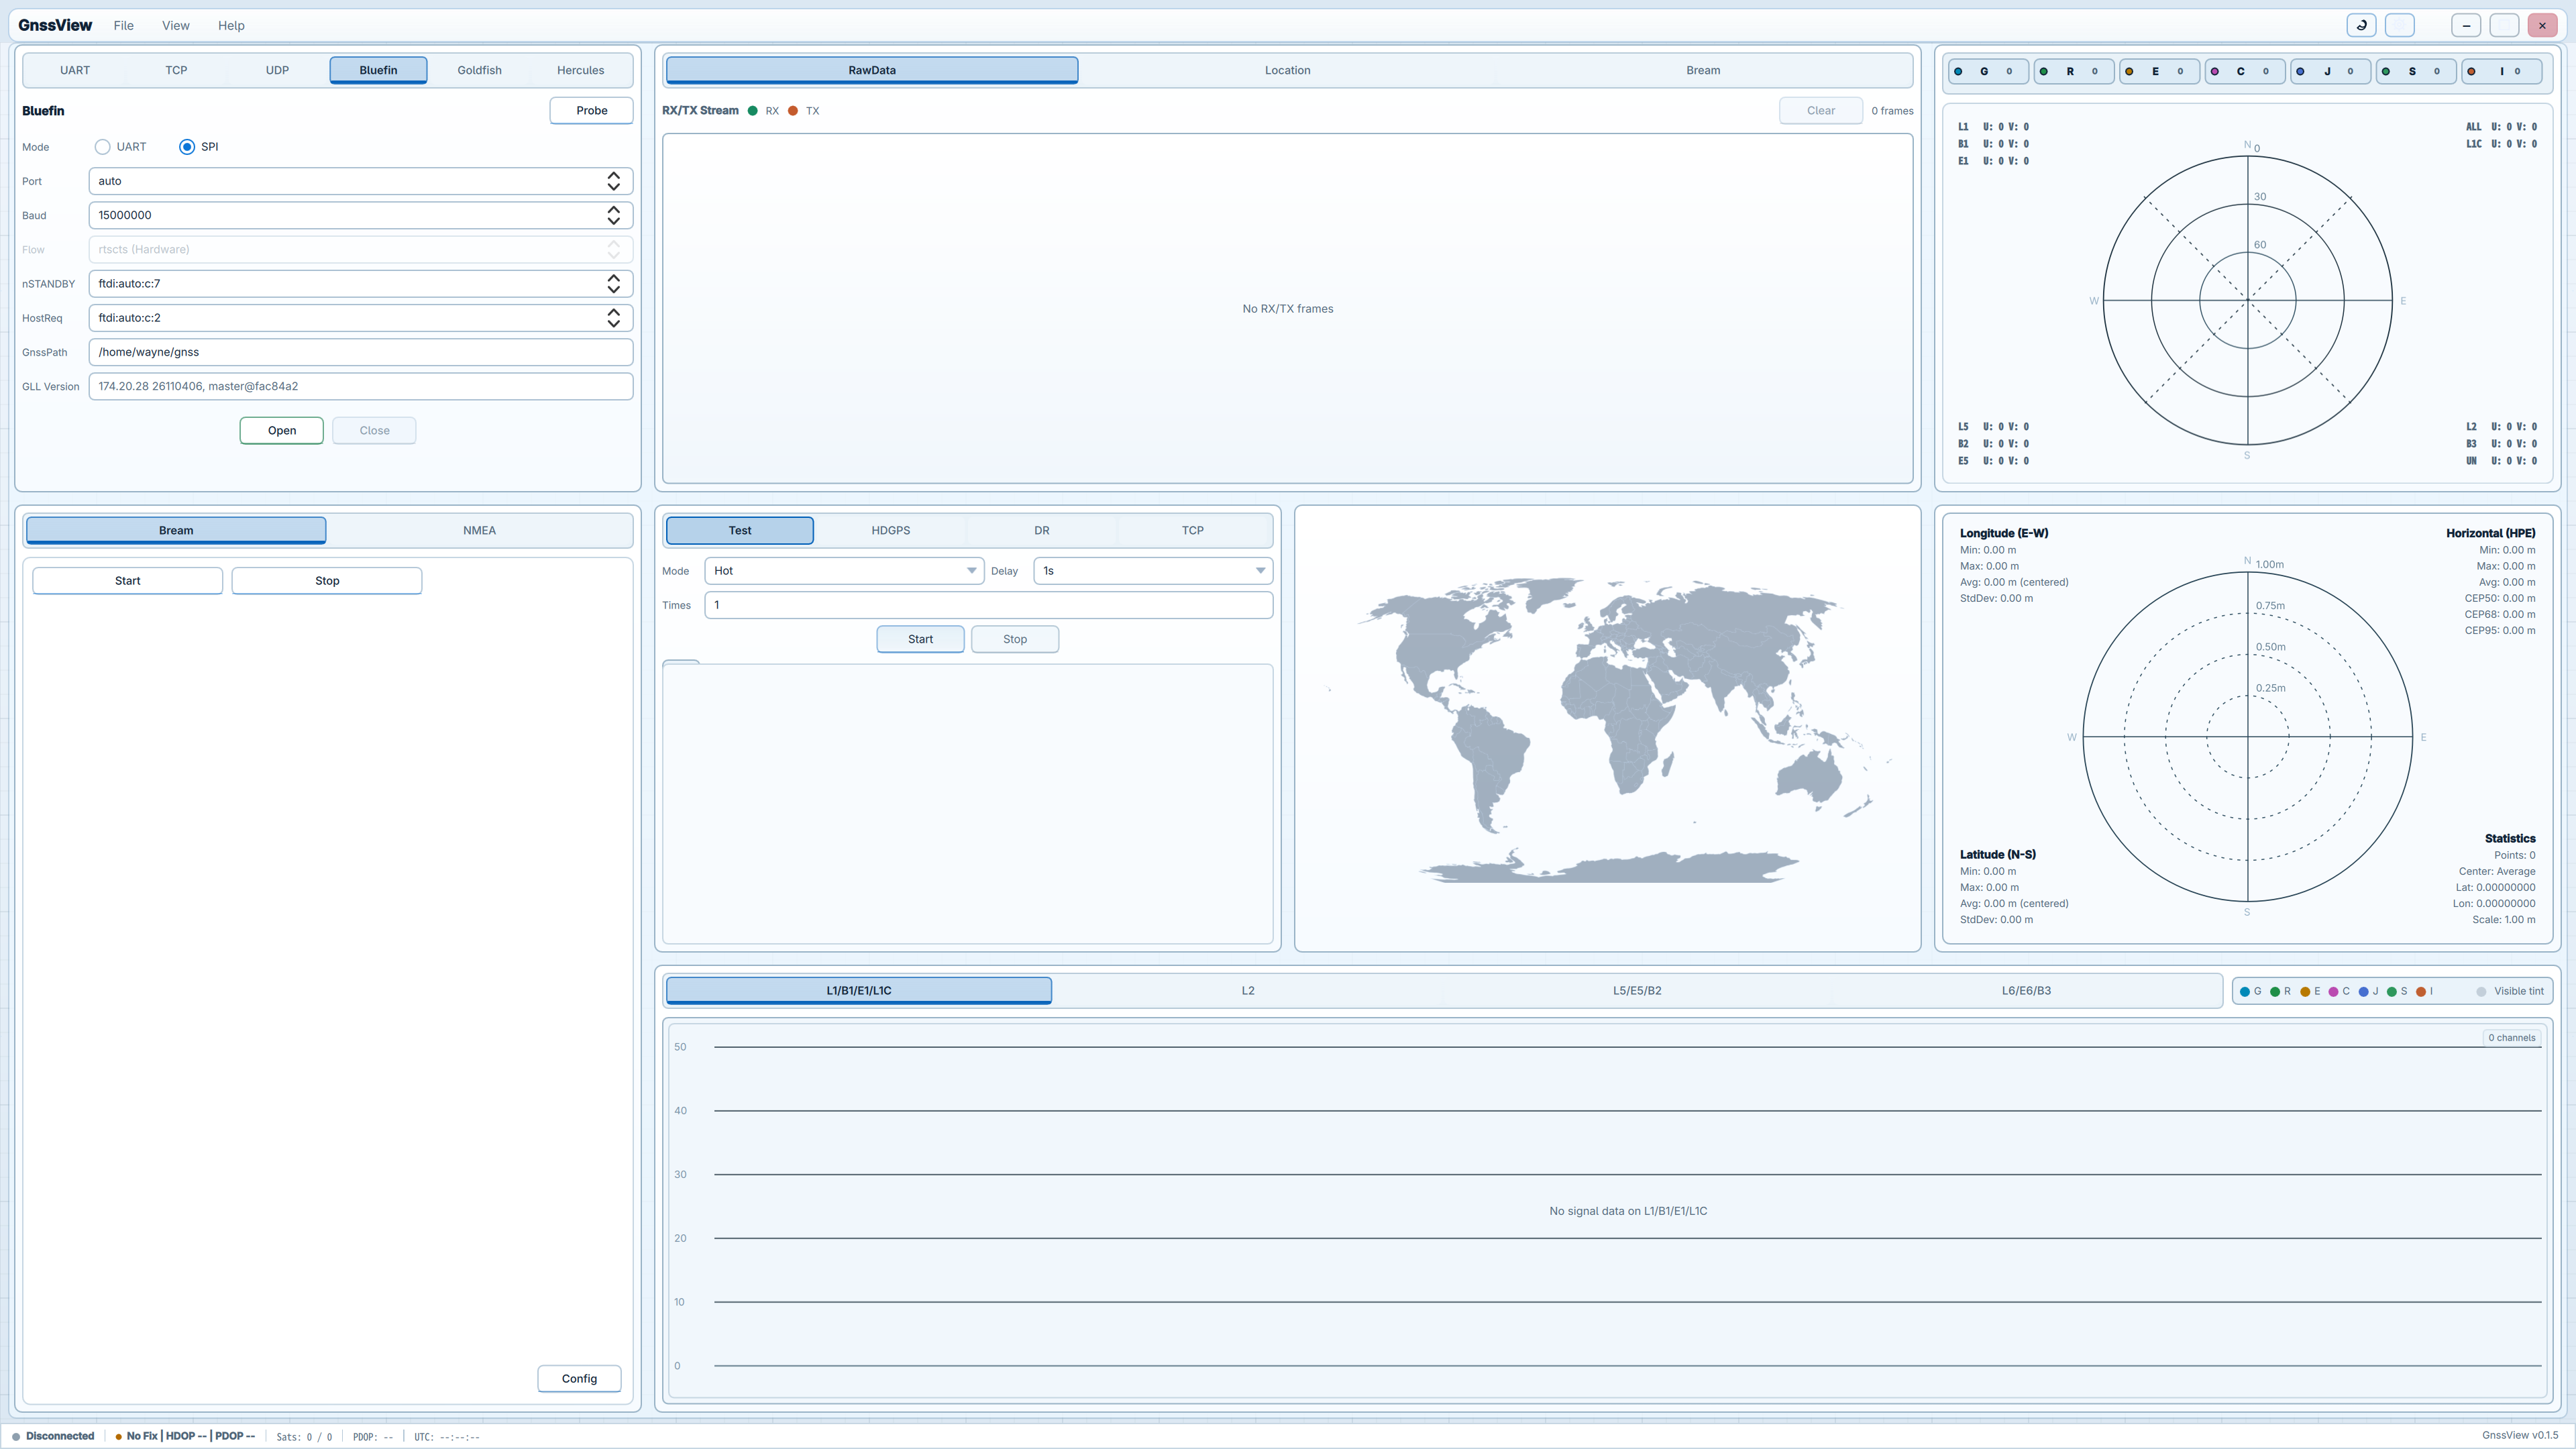 GnssView File View Help
UART TCP UDP Bluefin Goldfish Hercules
Bluefin Probe
Mode UART SPI
Port auto
Baud 15000000
Flow rtscts (Hardware)
nSTANDBY ftdi:auto:c:7
HostReq ftdi:auto:c:2
GnssPath /home/wayne/gnss
GLL Version 174.20.28 26110406, master@fac84a2
Open Close
RawData Location Bream
RX/TX Stream RX TX Clear 0 frames
No RX/TX frames
G 0 R 0 E 0 C 0 J 0 S 0 I 0
L1 U: 0 V: 0
B1 U: 0 V: 0
E1 U: 0 V: 0
ALL U: 0 V: 0
L1C U: 0 V: 0
N 0
30
60
W E
S
L5 U: 0 V: 0
B2 U: 0 V: 0
E5 U: 0 V: 0
L2 U: 0 V: 0
B3 U: 0 V: 0
UN U: 0 V: 0
Bream NMEA
Start Stop
Config
Test HDGPS DR TCP
Mode Hot Delay 1s
Times 1
Start Stop
Longitude (E-W)
Min: 0.00 m
Max: 0.00 m
Avg: 0.00 m (centered)
StdDev: 0.00 m
Horizontal (HPE)
Min: 0.00 m
Max: 0.00 m
Avg: 0.00 m
CEP50: 0.00 m
CEP68: 0.00 m
CEP95: 0.00 m
N 1.00m
0.75m
0.50m
0.25m
W E
S
Latitude (N-S)
Min: 0.00 m
Max: 0.00 m
Avg: 0.00 m (centered)
StdDev: 0.00 m
Statistics
Points: 0
Center: Average
Lat: 0.00000000
Lon: 0.00000000
Scale: 1.00 m
L1/B1/E1/L1C L2 L5/E5/B2 L6/E6/B3 G R E C J S I Visible tint
0 channels
50
40
30
No signal data on L1/B1/E1/L1C
20
10
0
Disconnected No Fix | HDOP -- | PDOP -- Sats: 0 / 0 PDOP: -- UTC: --:--:-- GnssView v0.1.5